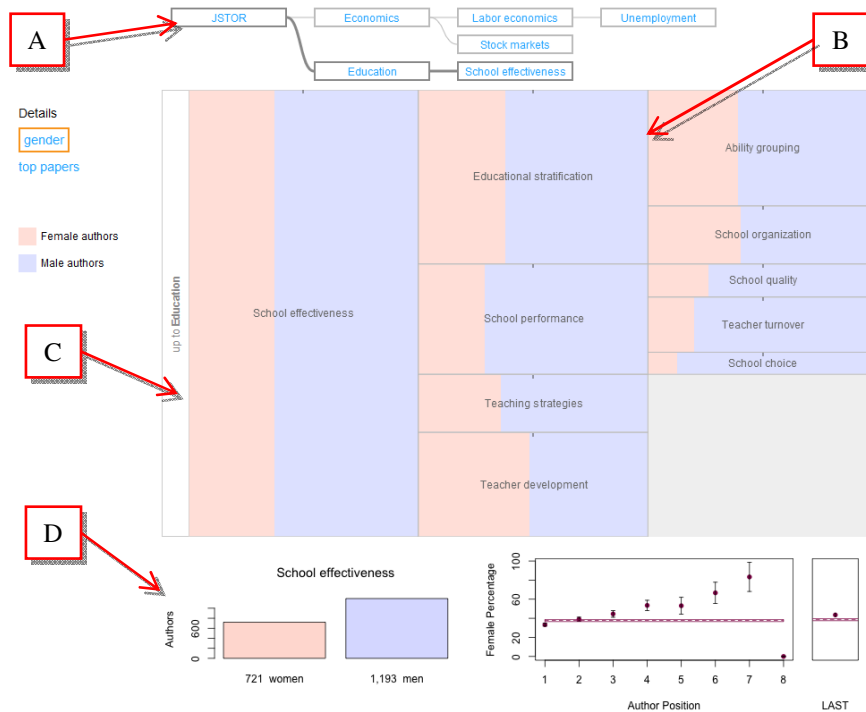 A
B
JSTOR
Economics
Labor economics
Unemployment
Stock markets
Education
School effectiveness
Details
gender
top papers
Female authors
Male authors
C
up to Education
School effectiveness
Educational stratification
School performance
Teaching strategies
Teacher development
Ability grouping
School organization
School quality
Teacher turnover
School choice
D
School effectiveness
Authors
0
600
721 women
1,193 men
Female Percentage
0
20
60
100
1 2 3 4 5 6 7 8
Author Position
LAST